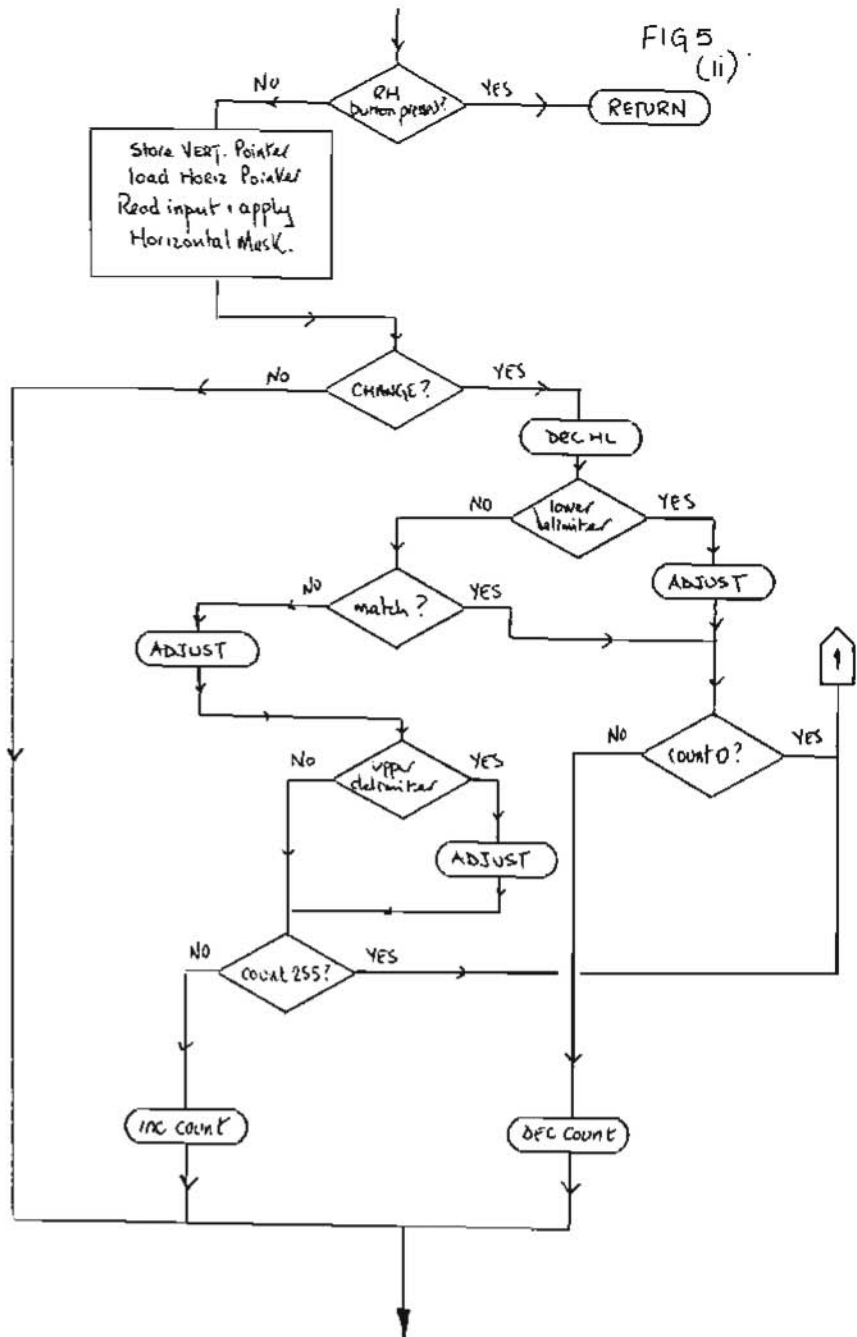 FIG 5
(ii)
NO
RH
button pressed?
YES
RETURN
Store VERT. Pointer
load Horiz Pointer
Read input + apply
Horizontal Mask.
NO
CHANGE?
YES
DEC HL
NO
lower
delimiter
YES
NO
match?
YES
ADJUST
ADJUST
1
NO
upper
delimiter
YES
NO
count 0?
YES
ADJUST
NO
count 255?
YES
INC COUNT
DEC COUNT